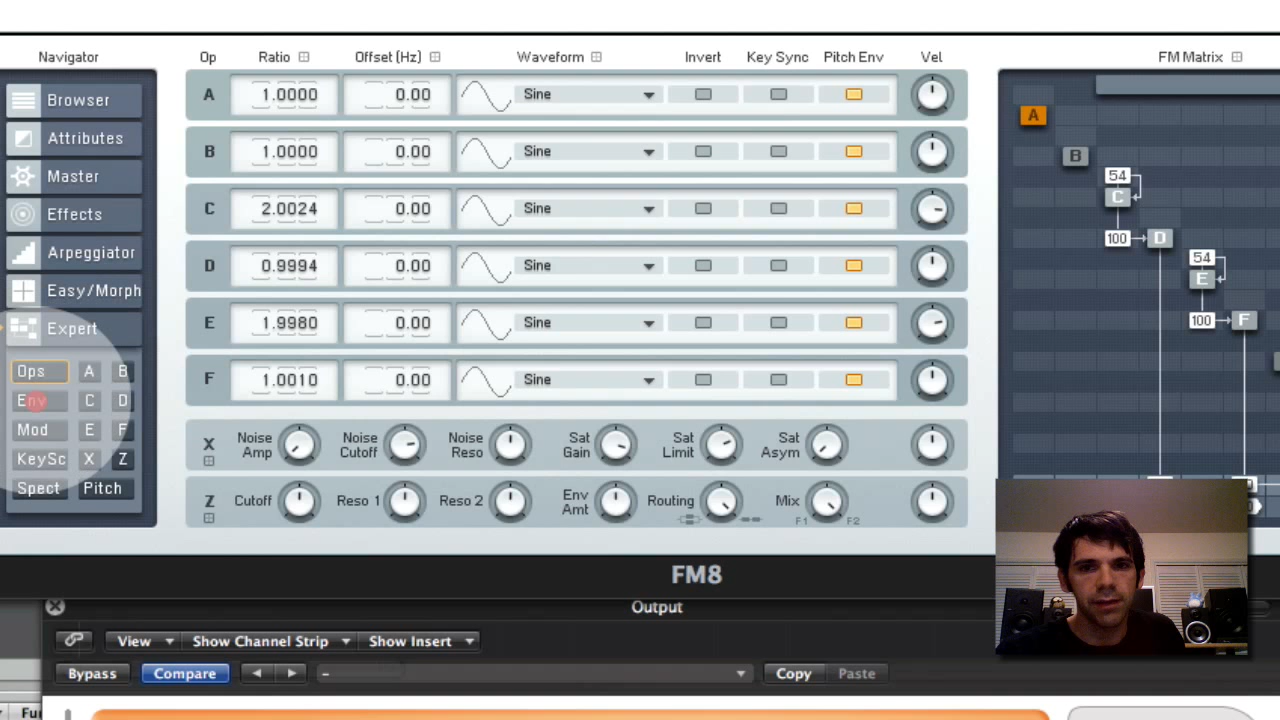 Navigator Op Ratio Offset (Hz) Waveform Invert Key Sync Pitch Env Vel FM Matrix
Browser
Attributes
Master
Effects
Arpeggiator
Easy/Morph
Expert
Ops A B
Env C D
Mod E F
KeySc X Z
Spect Pitch
A 1.0000 0.00 Sine
B 1.0000 0.00 Sine
C 2.0024 0.00 Sine
D 0.9994 0.00 Sine
E 1.9980 0.00 Sine
F 1.0010 0.00 Sine
X Noise Amp Noise Cutoff Noise Reso Sat Gain Sat Limit Sat Asym
Z Cutoff Reso 1 Reso 2 Env Amt Routing Mix
F1 F2
A
B
54
C
100 D
54
E
100 F
FM8
Output
View Show Channel Strip Show Insert
Bypass Compare - Copy Paste